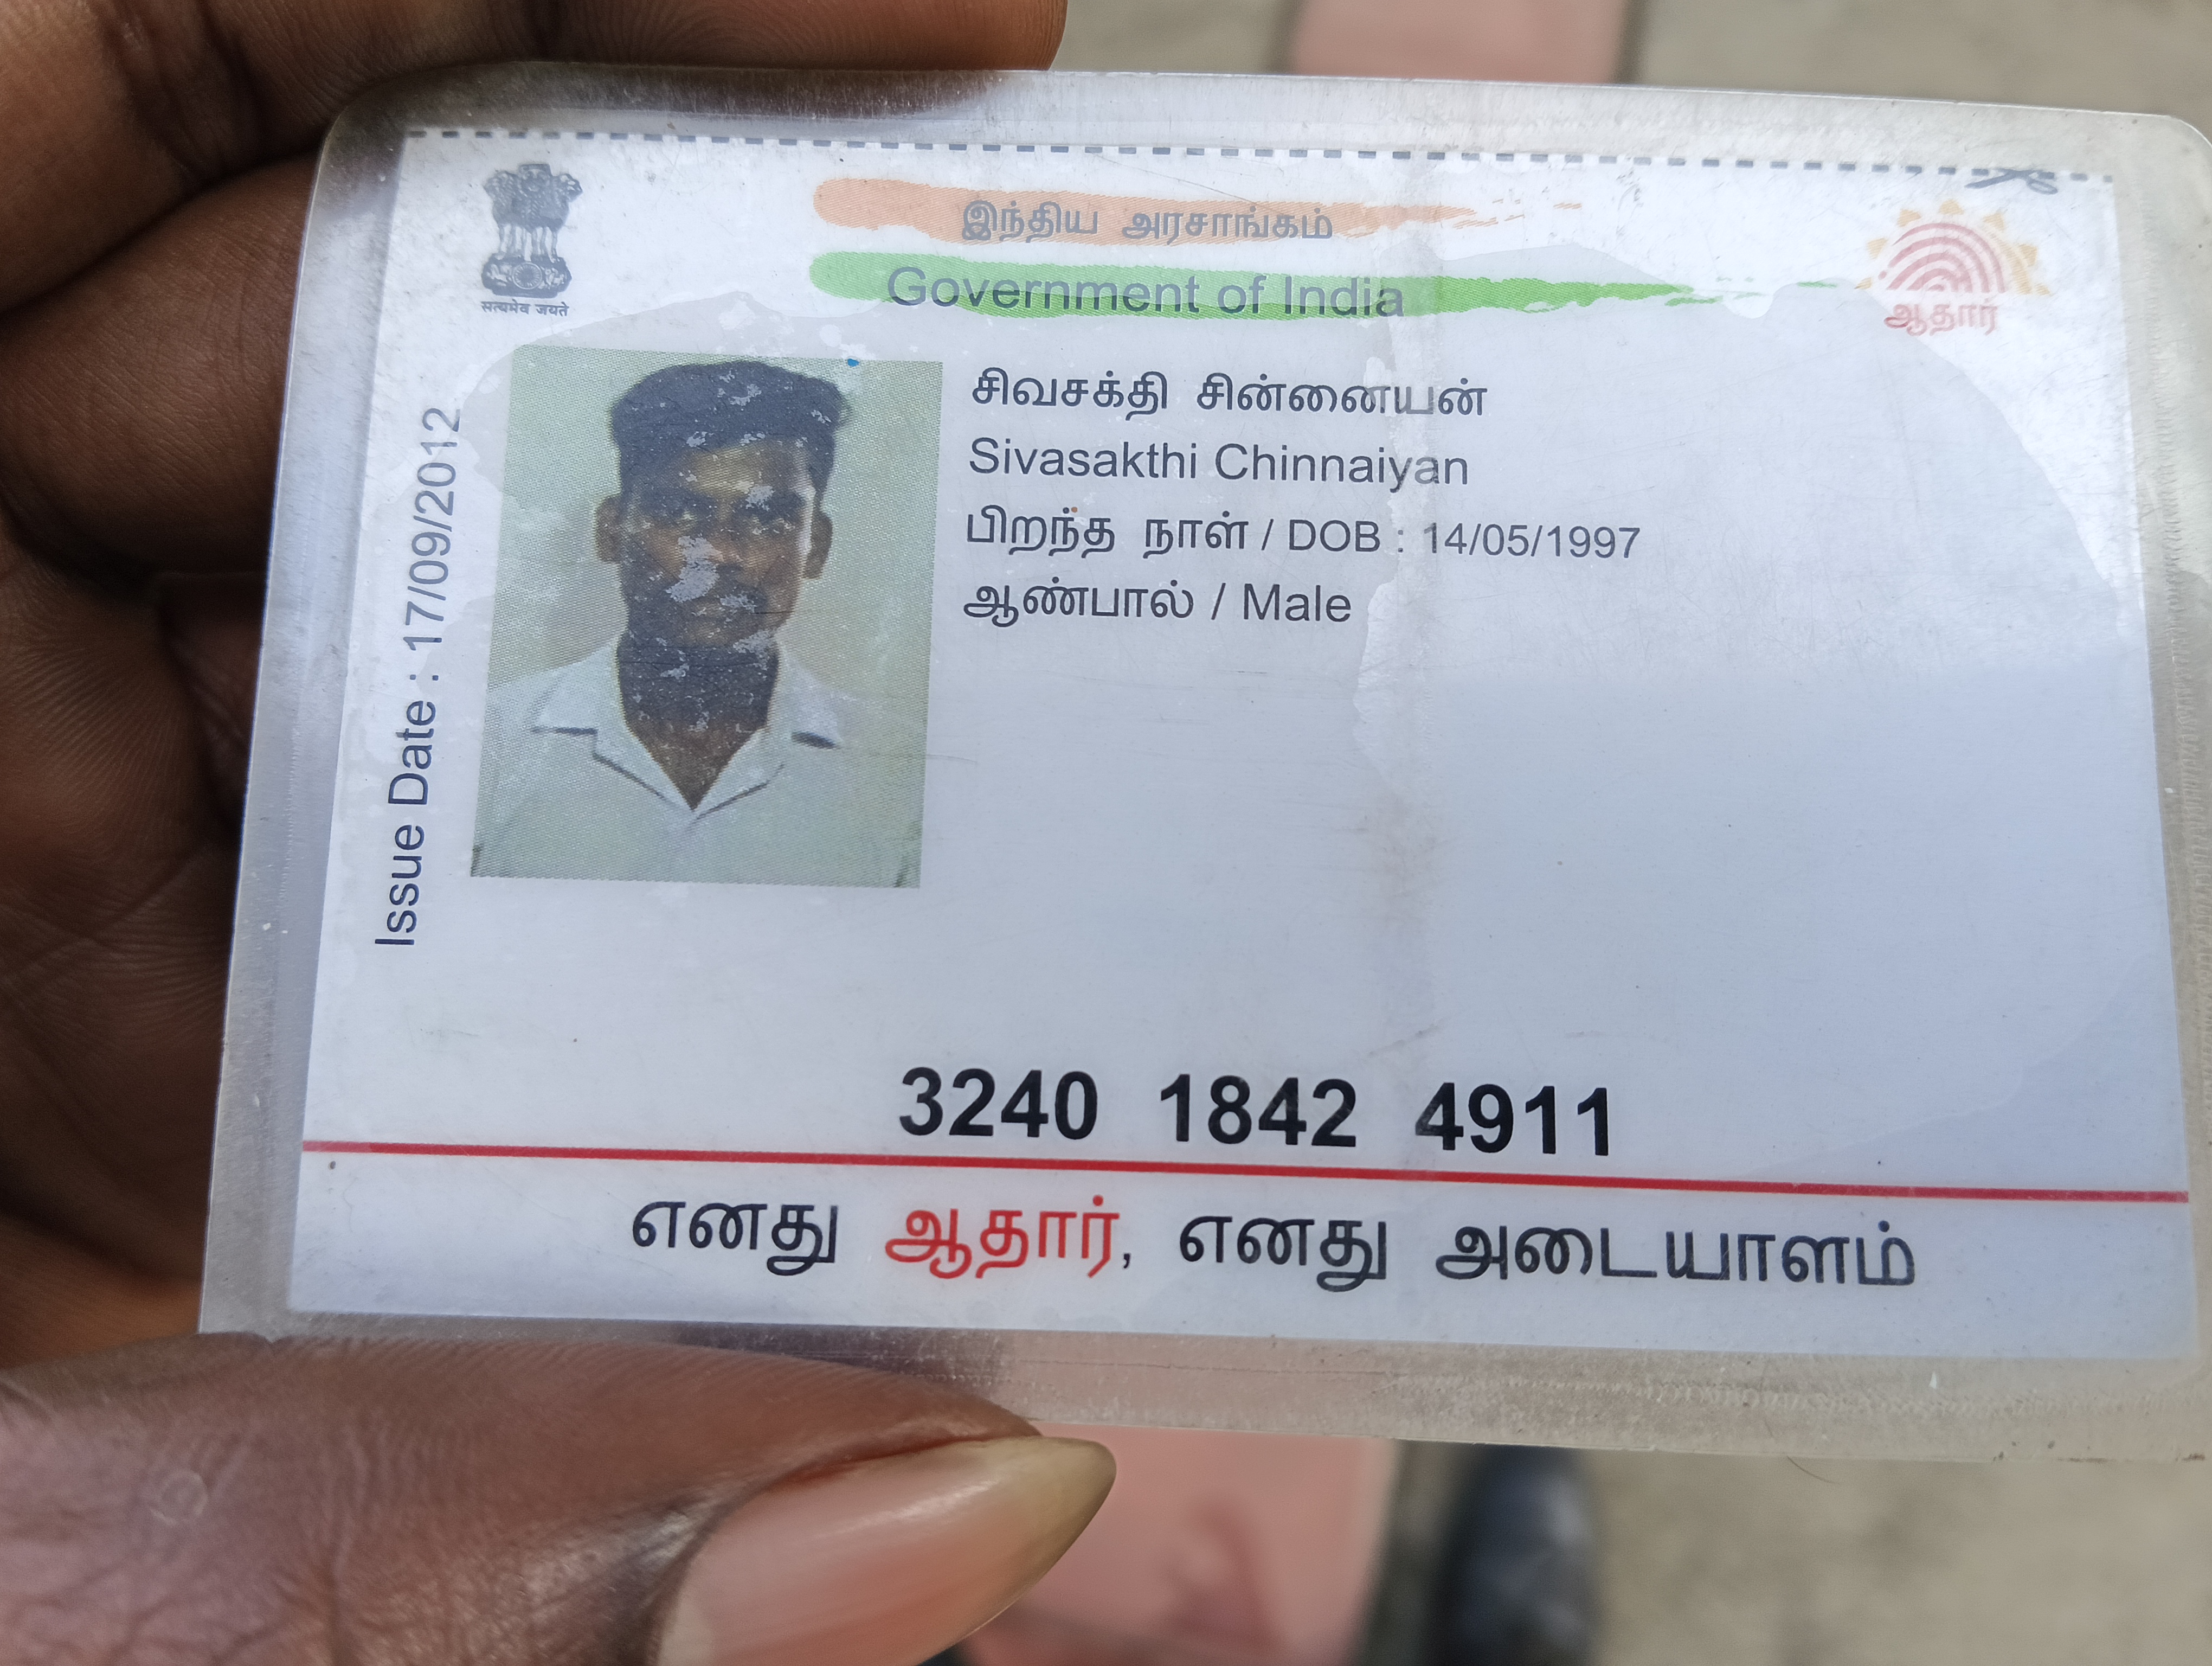 இந்திய அரசாங்கம்
Government of India
सत्यमेव जयते
ஆதார்
Issue Date : 17/09/2012
சிவசக்தி சின்னையன்
Sivasakthi Chinnaiyan
பிறந்த நாள் / DOB : 14/05/1997
ஆண்பால் / Male
3240 1842 4911
எனது ஆதார், எனது அடையாளம்